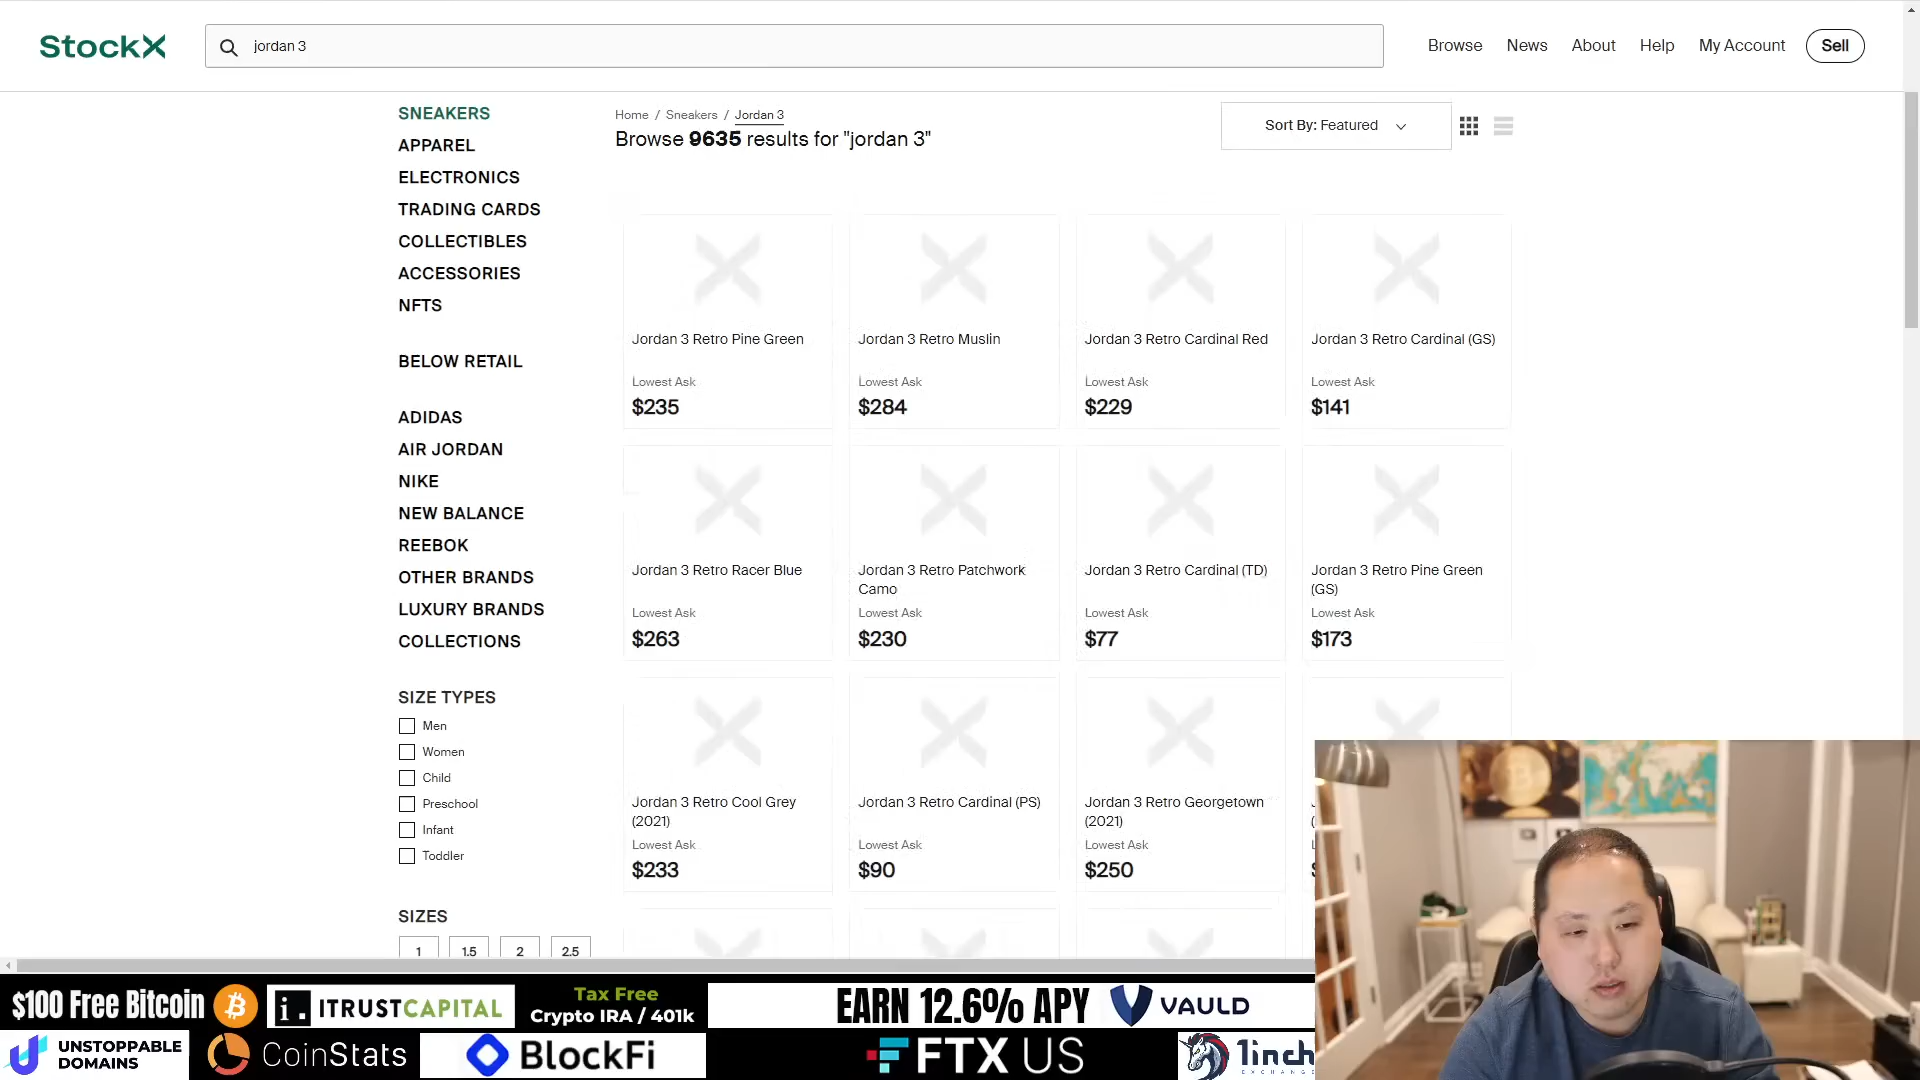 StockX
jordan 3
Browse
News
About
Help
My Account
Sell
SNEAKERS
APPAREL
ELECTRONICS
TRADING CARDS
COLLECTIBLES
ACCESSORIES
NFTS
BELOW RETAIL
ADIDAS
AIR JORDAN
NIKE
NEW BALANCE
REEBOK
OTHER BRANDS
LUXURY BRANDS
COLLECTIONS
SIZE TYPES
Men
Women
Child
Preschool
Infant
Toddler
SIZES
1
1.5
2
2.5
Home / Sneakers / Jordan 3
Browse 9635 results for "jordan 3"
Sort By: Featured
Jordan 3 Retro Pine Green
Lowest Ask
$235
Jordan 3 Retro Muslin
Lowest Ask
$284
Jordan 3 Retro Cardinal Red
Lowest Ask
$229
Jordan 3 Retro Cardinal (GS)
Lowest Ask
$141
Jordan 3 Retro Racer Blue
Lowest Ask
$263
Jordan 3 Retro Patchwork
Camo
Lowest Ask
$230
Jordan 3 Retro Cardinal (TD)
Lowest Ask
$77
Jordan 3 Retro Pine Green
(GS)
Lowest Ask
$173
Jordan 3 Retro Cool Grey
(2021)
Lowest Ask
$233
Jordan 3 Retro Cardinal (PS)
Lowest Ask
$90
Jordan 3 Retro Georgetown
(2021)
Lowest Ask
$250
$100 Free Bitcoin
i. ITRUSTCAPITAL
Tax Free
Crypto IRA / 401k
EARN 12.6% APY
VAULD
UNSTOPPABLE
DOMAINS
CoinStats
BlockFi
FTX US
1inch
EXCHANGE